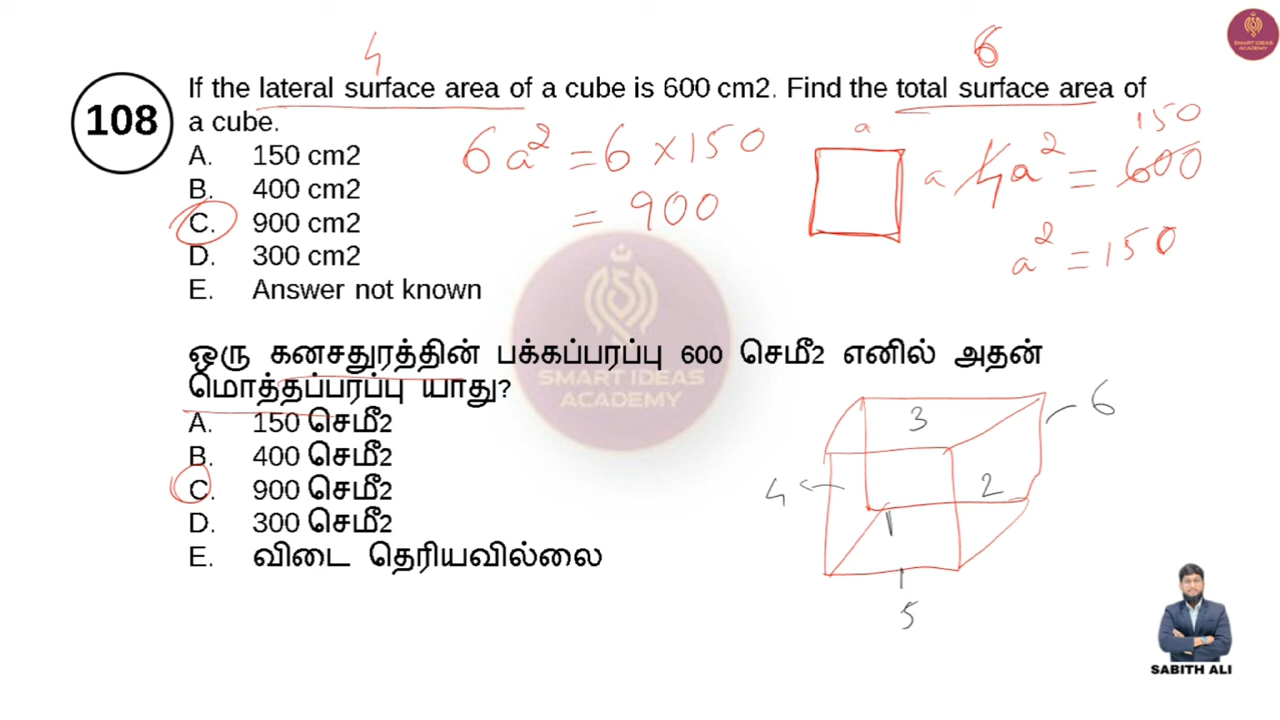 SMART IDEAS
ACADEMY
4
6
108
If the lateral surface area of a cube is 600 cm2. Find the total surface area of
a cube.
A. 150 cm2
B. 400 cm2
C. 900 cm2
D. 300 cm2
E. Answer not known
6a² = 6 × 150
= 900
a
a
150
4a² = 600
a² = 150
ஒரு கனசதுரத்தின் பக்கப்பரப்பு 600 செமீ2 எனில் அதன்
மொத்தப்பரப்பு யாது?
A. 150 செமீ2
B. 400 செமீ2
C. 900 செமீ2
D. 300 செமீ2
E. விடை தெரியவில்லை
SMART IDEAS
ACADEMY
3
6
4
2
1
5
SABITH ALI